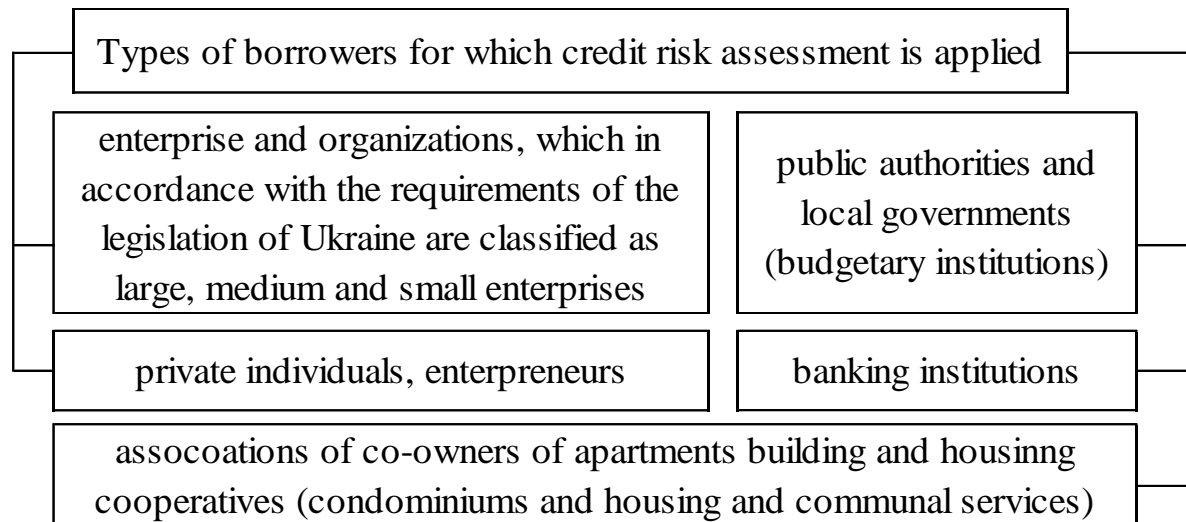 Types of borrowers for which credit risk assessment is applied
enterprise and organizations, which in
accordance with the requirements of the
legislation of Ukraine are classified as
large, medium and small enterprises
public authorities and
local governments
(budgetary institutions)
private individuals, enterpreneurs
banking institutions
assocoations of co-owners of apartments building and housinng
cooperatives (condominiums and housing and communal services)